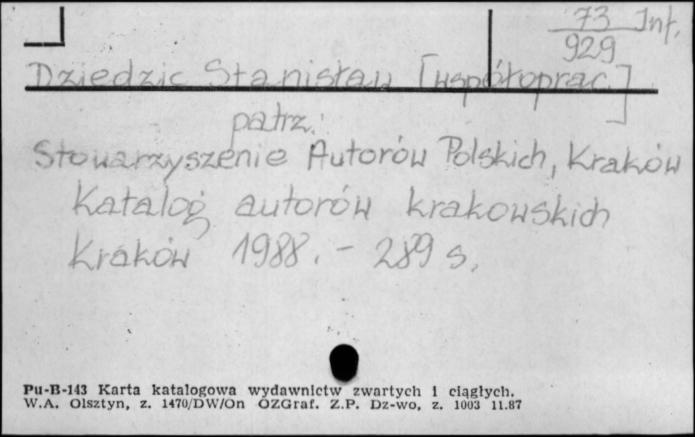 73 Inf.
929
Dziedzic Stanisław [współoprac.]
patrz:
Stowarzyszenie Autorów Polskich, Kraków
Katalog autorów krakowskich
Kraków 1988. - 289 s.
Pu-B-143 Karta katalogowa wydawnictw zwartych i ciągłych.
W.A. Olsztyn, z. 1470/DW/On OZGraf. Z.P. Dz-wo, z. 1003 11.87